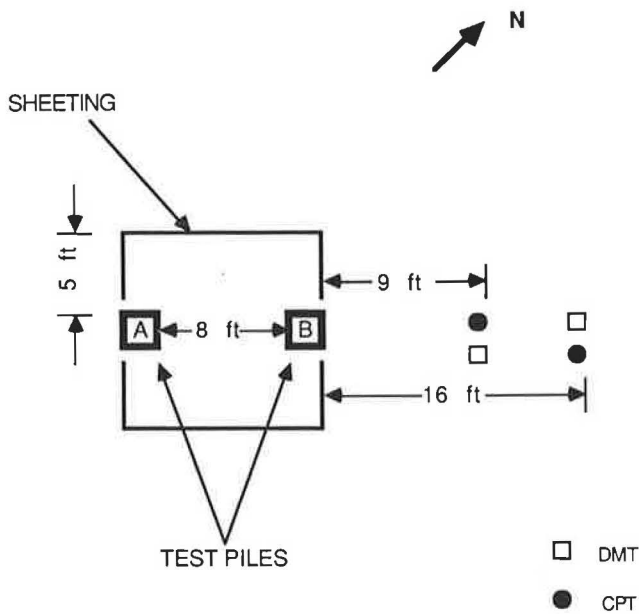 N
SHEETING
5 ft
9 ft
A
8 ft
B
16 ft
TEST PILES
DMT
CPT